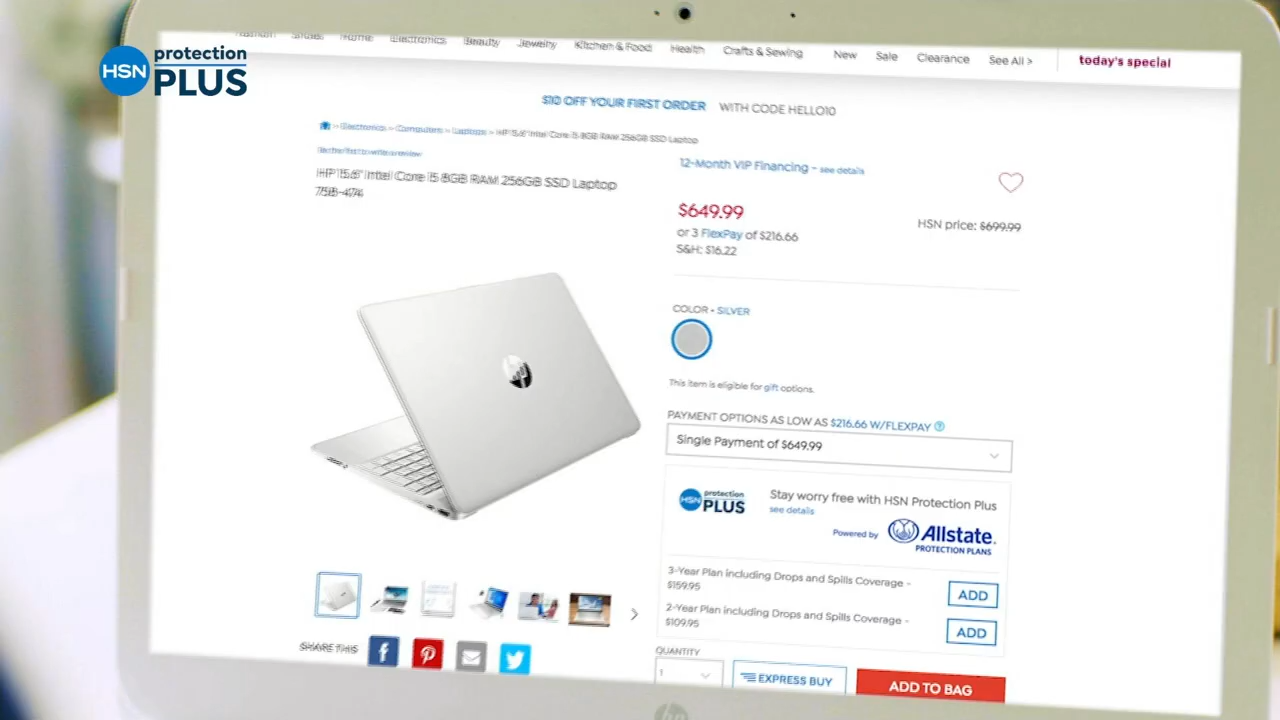 HSN protection PLUS
Fashion Shoes Home Electronics Beauty Jewelry Kitchen & Food Health Crafts & Sewing New Sale Clearance See All > today's special
$10 OFF YOUR FIRST ORDER WITH CODE HELLO10
> Electronics > Computers > Laptops > HP 15.6" Intel Core i5 8GB RAM 256GB SSD Laptop
Be the first to write a review
HP 15.6" Intel Core i5 8GB RAM 256GB SSD Laptop
758-474
12-Month VIP Financing - see details
$649.99
HSN price: $699.99
or 3 FlexPay of $216.66
S&H: $16.22
COLOR • SILVER
This item is eligible for gift options.
PAYMENT OPTIONS AS LOW AS $216.66 W/FLEXPAY ?
Single Payment of $649.99
HSN protection PLUS
Stay worry free with HSN Protection Plus
see details
Powered by Allstate.
PROTECTION PLANS
3-Year Plan including Drops and Spills Coverage -
$159.95
ADD
2-Year Plan including Drops and Spills Coverage -
$109.95
ADD
SHARE THIS
QUANTITY
1
EXPRESS BUY
ADD TO BAG
hp